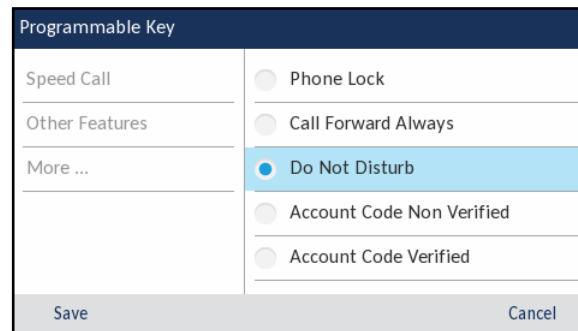 Programmable Key
Speed Call
Other Features
More ...
Phone Lock
Call Forward Always
Do Not Disturb
Account Code Non Verified
Account Code Verified
Save
Cancel